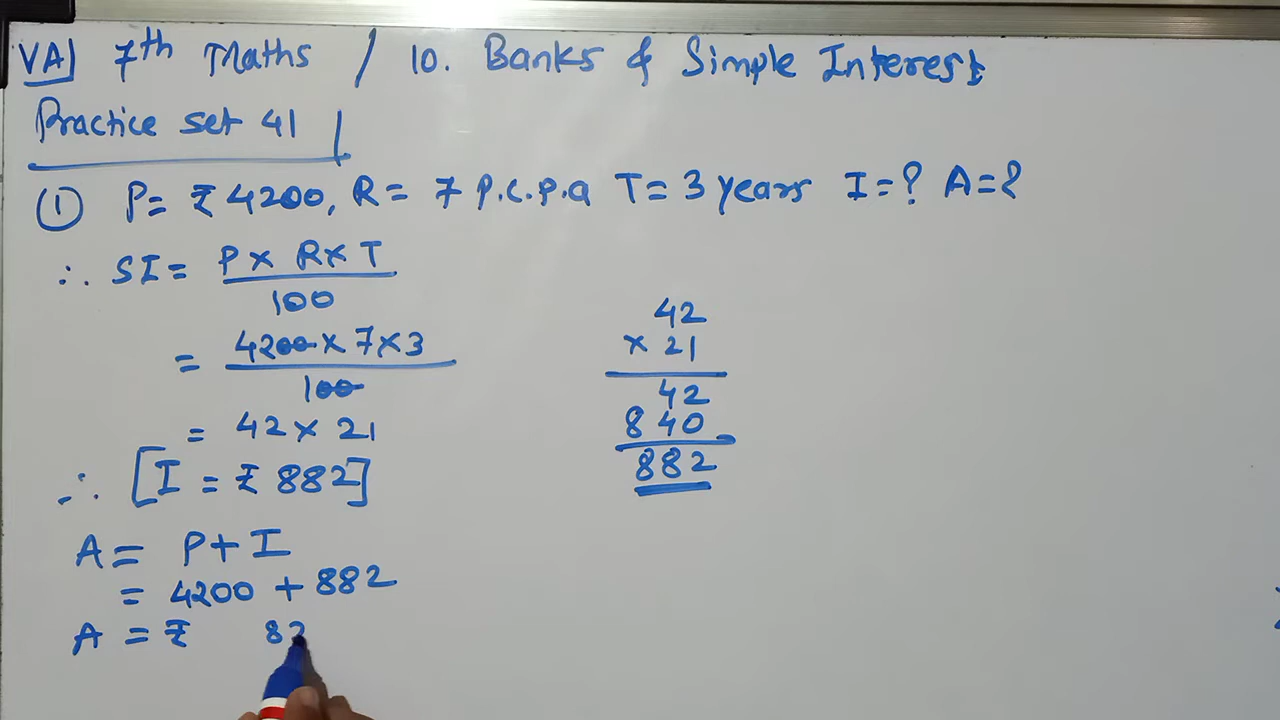 VA 7th Maths / 10. Banks & Simple Interest
Practice set 41
① P= ₹ 4200, R= 7 P.C.P.a T= 3 years I=? A=?
∴ SI= P× R× T
100
= 4200× 7×3
100
= 42× 21
∴ [I = ₹ 882]
A= P+ I
= 4200 + 882
A = ₹ 82
42
× 21
42
840
882